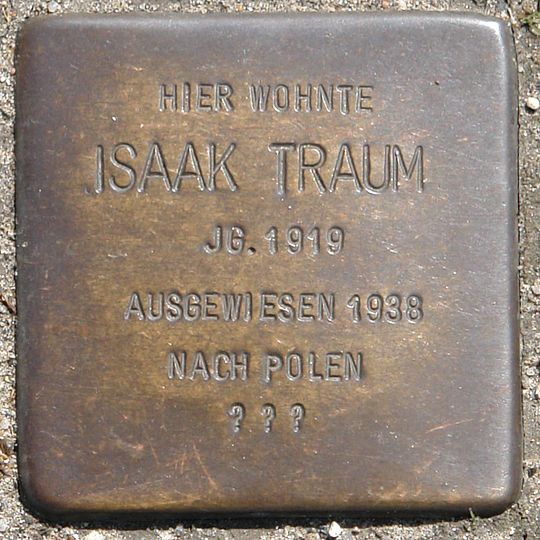 HIER WOHNTE
ISAAK TRAUM
JG. 1919
AUSGEWIESEN 1938
NACH POLEN
? ? ?